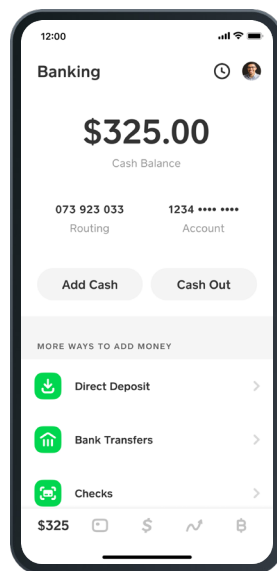 12:00
Banking
$325.00
Cash Balance
073 923 033 1234 •••• ••••
Routing Account
Add Cash Cash Out
MORE WAYS TO ADD MONEY
Direct Deposit
Bank Transfers
Checks
$325